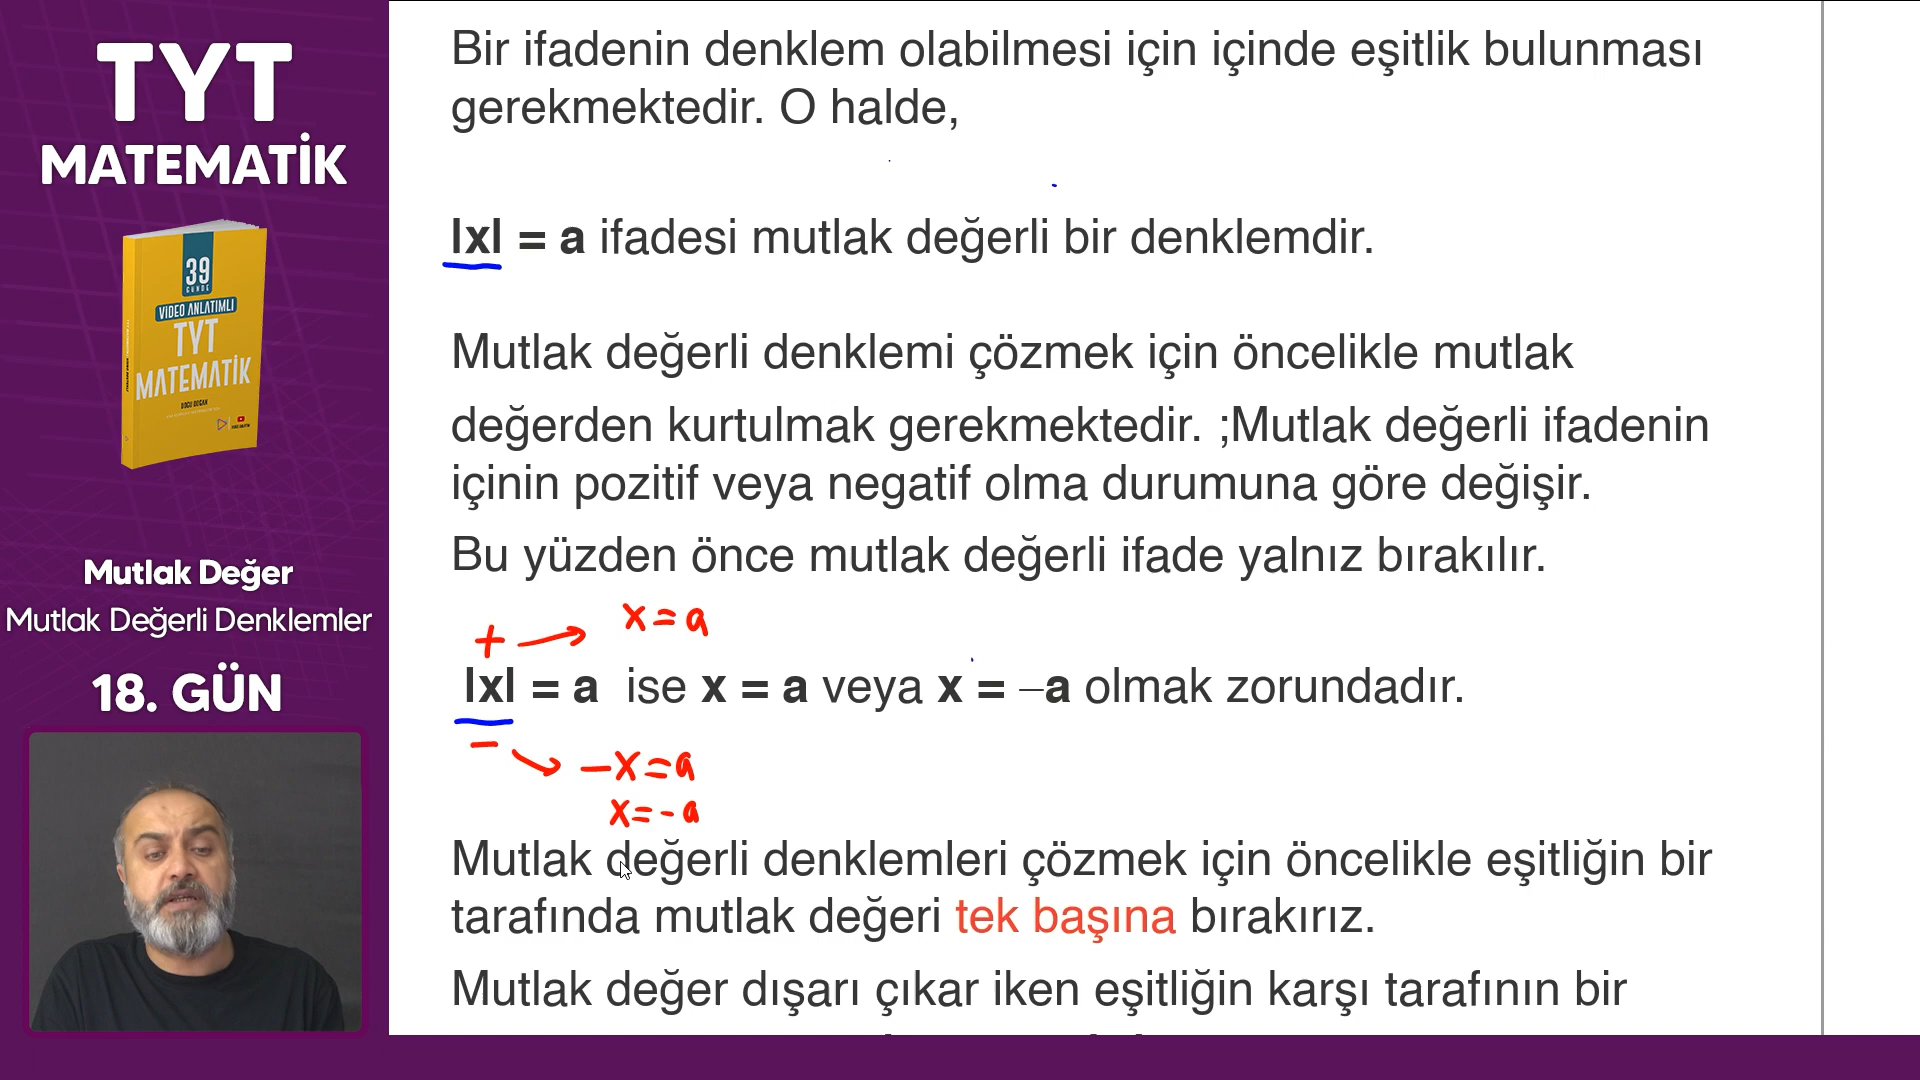 TYT
MATEMATİK
39
GÜNDE
VİDEO ANLATIMLI
TYT
MATEMATİK
Mutlak Değer
Mutlak Değerli Denklemler
18. GÜN
Bir ifadenin denklem olabilmesi için içinde eşitlik bulunması
gerekmektedir. O halde,
|x| = a ifadesi mutlak değerli bir denklemdir.
Mutlak değerli denklemi çözmek için öncelikle mutlak
değerden kurtulmak gerekmektedir. ;Mutlak değerli ifadenin
içinin pozitif veya negatif olma durumuna göre değişir.
Bu yüzden önce mutlak değerli ifade yalnız bırakılır.
+ → x = a
|x| = a ise x = a veya x = –a olmak zorundadır.
– → –x = a
x = -a
Mutlak değerli denklemleri çözmek için öncelikle eşitliğin bir
tarafında mutlak değeri tek başına bırakırız.
Mutlak değer dışarı çıkar iken eşitliğin karşı tarafının bir